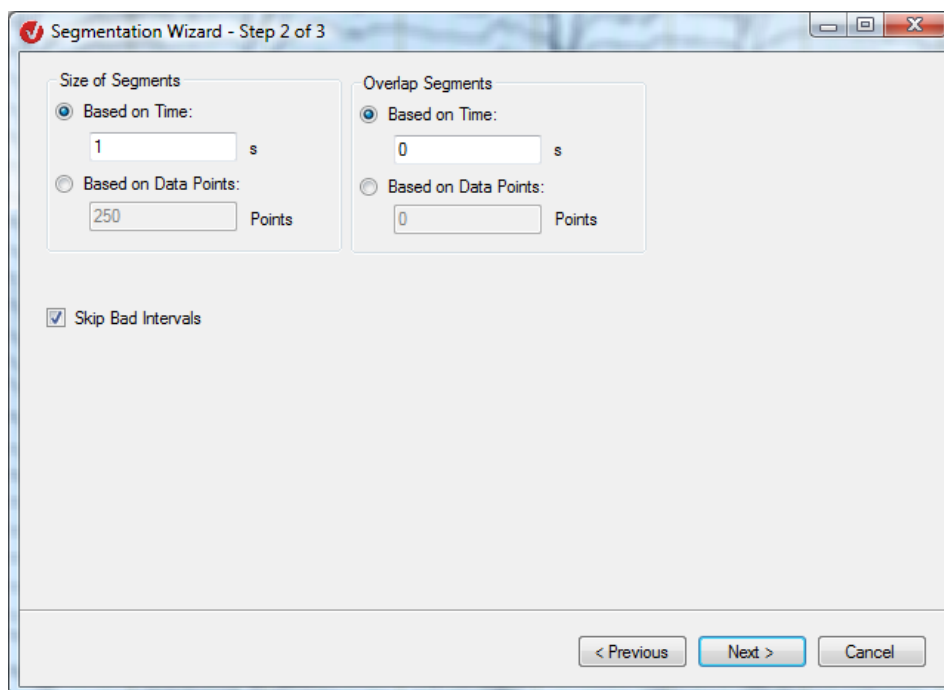 Segmentation Wizard - Step 2 of 3
Size of Segments
Based on Time:
1 s
Based on Data Points:
250 Points
Overlap Segments
Based on Time:
0 s
Based on Data Points:
0 Points
Skip Bad Intervals
< Previous Next > Cancel